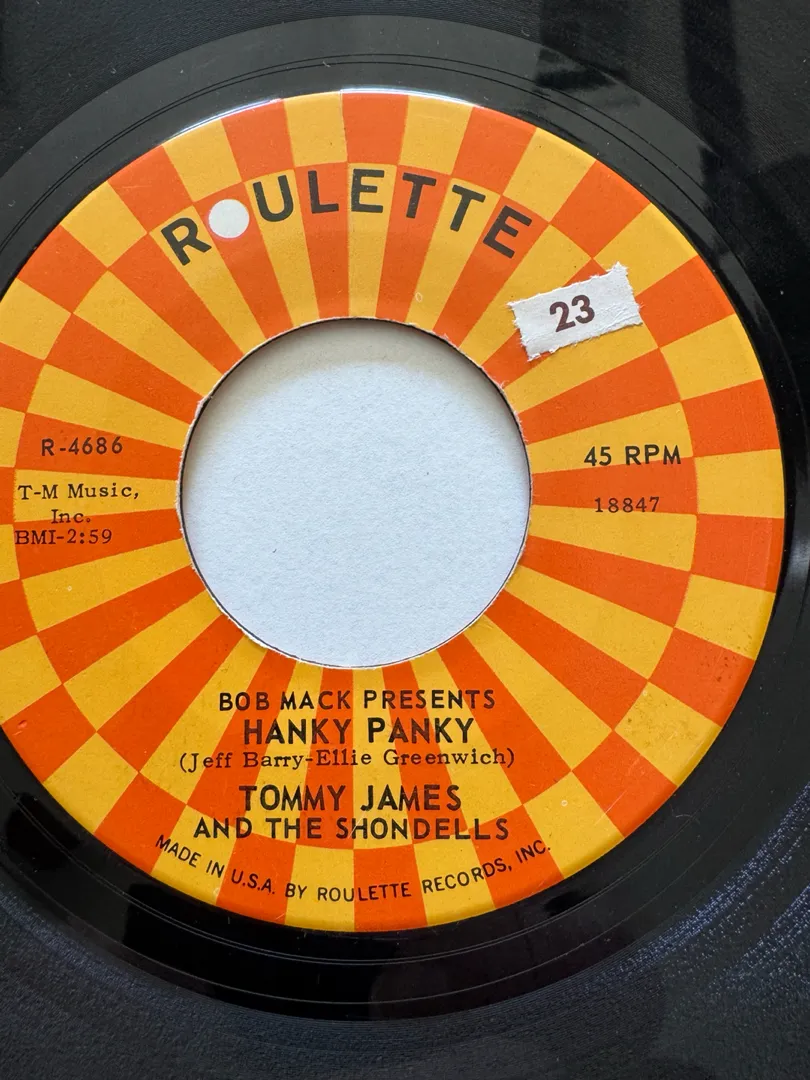 ROULETTE
23
R-4686
T-M Music,
Inc.
BMI-2:59
45 RPM
18847
BOB MACK PRESENTS
HANKY PANKY
(Jeff Barry-Ellie Greenwich)
TOMMY JAMES
AND THE SHONDELLS
MADE IN U.S.A. BY ROULETTE RECORDS, INC.